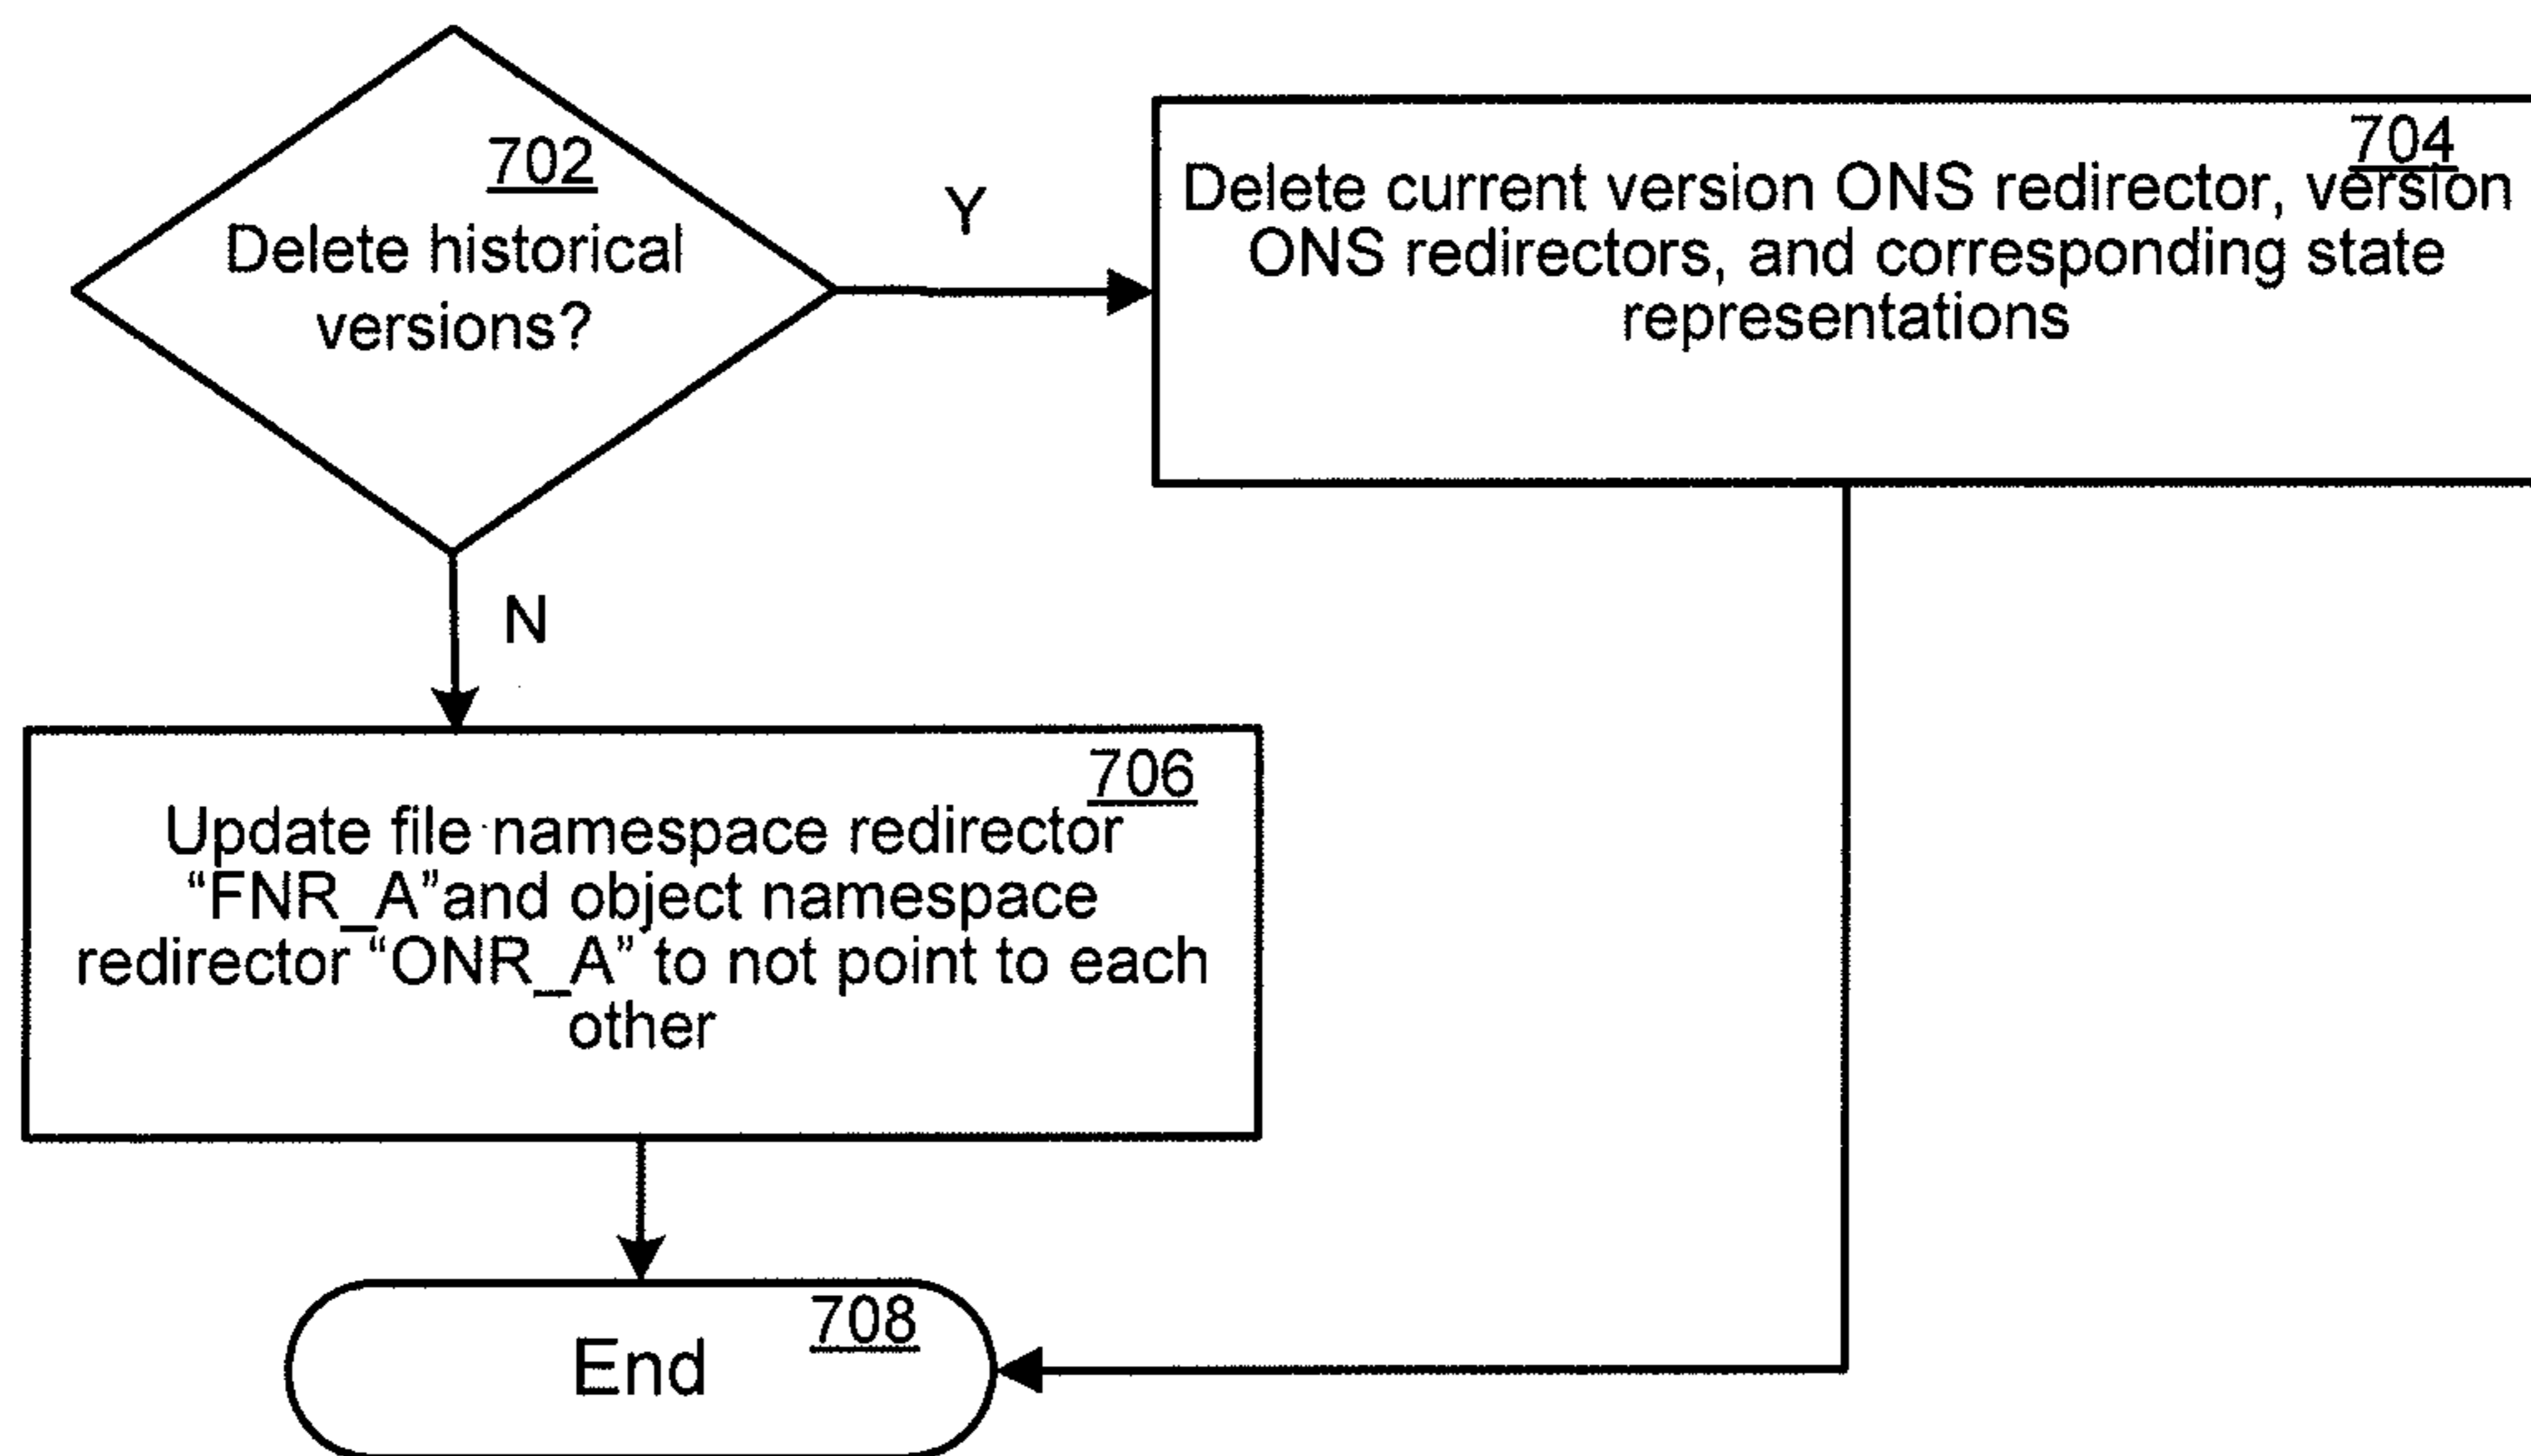 702
Delete historical
versions?
Y
704
Delete current version ONS redirector, version
ONS redirectors, and corresponding state
representations
N
706
Update file namespace redirector
“FNR_A”and object namespace
redirector “ONR_A” to not point to each
other
708
End